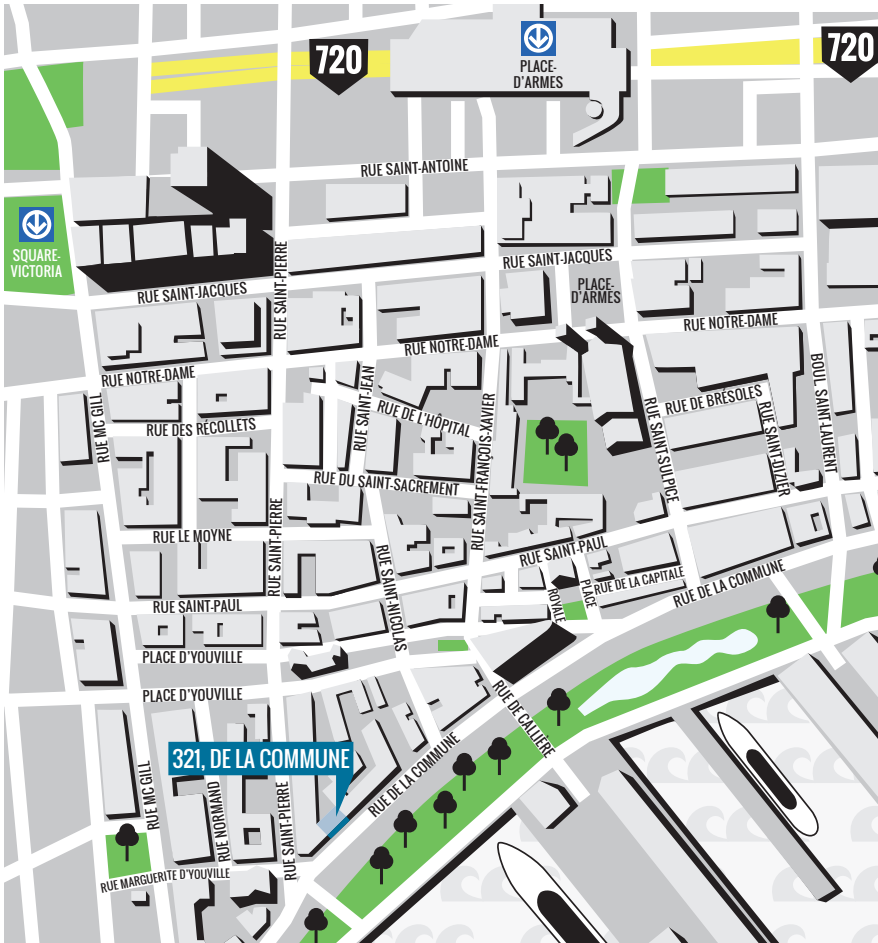 720
720
PLACE-
D'ARMES
RUE SAINT-ANTOINE
SQUARE-
VICTORIA
RUE SAINT-PIERRE
RUE SAINT-JACQUES
RUE SAINT-JACQUES
PLACE-
D'ARMES
RUE NOTRE-DAME
RUE NOTRE-DAME
RUE NOTRE-DAME
RUE MC GILL
RUE DES RÉCOLLETS
RUE SAINT-JEAN
RUE DE L'HÔPITAL
RUE SAINT-FRANÇOIS-XAVIER
RUE SAINT-SULPICE
RUE DE BRÉSOLES
RUE SAINT-DIZIER
BOUL. SAINT-LAURENT
RUE DU SAINT-SACREMENT
RUE SAINT-PIERRE
RUE LE MOYNE
RUE SAINT-PAUL
RUE SAINT-NICOLAS
RUE SAINT-PAUL
PLACE
ROYALE
RUE DE LA CAPITALE
RUE DE LA COMMUNE
PLACE D'YOUVILLE
PLACE D'YOUVILLE
RUE DE CALLIÈRE
321, DE LA COMMUNE
RUE DE LA COMMUNE
RUE MC GILL
RUE NORMAND
RUE SAINT-PIERRE
RUE MARGUERITE D'YOUVILLE